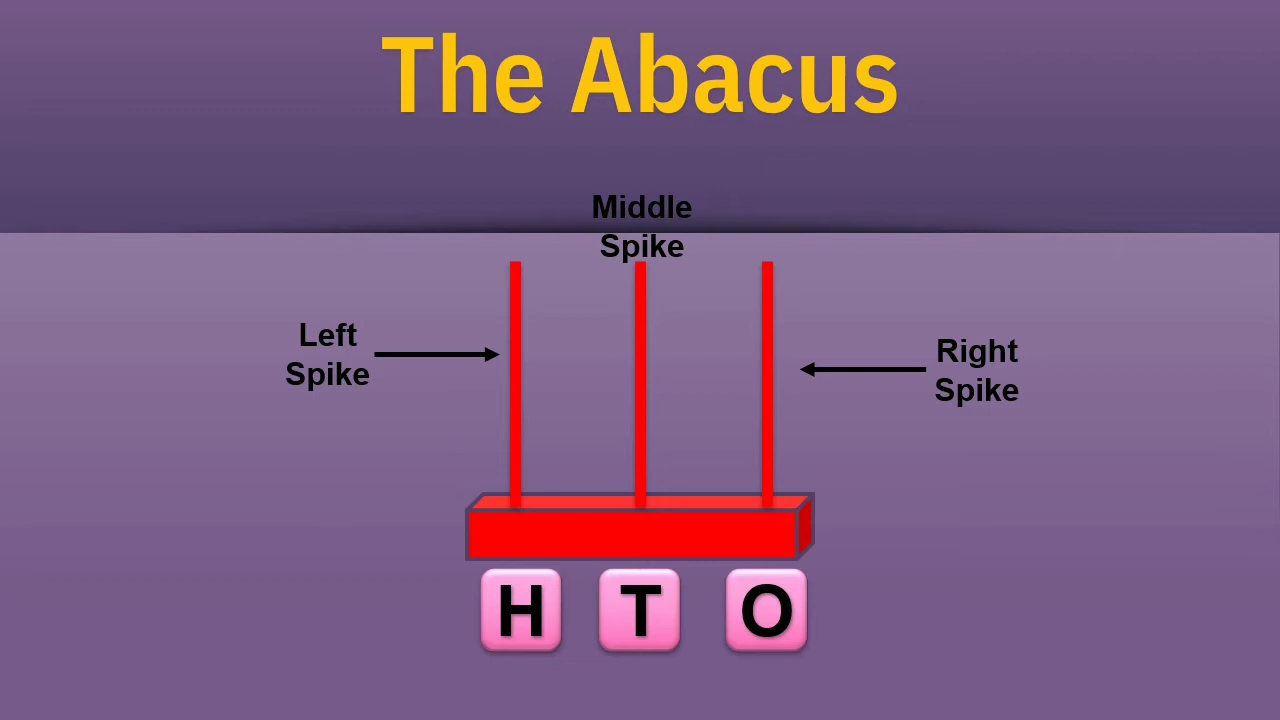 The Abacus
Middle
Spike
Left
Spike
Right
Spike
H T O